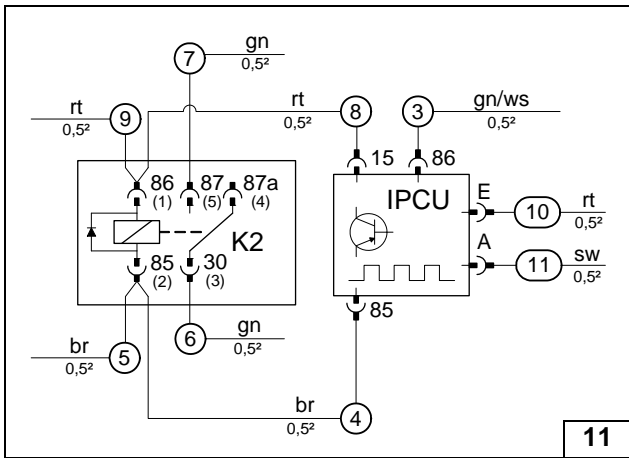 7 gn
0,5²
rt 9 rt 8 3 gn/ws
0,5² 0,5² 0,5²
86 87 87a 15 86
(1) (5) (4)
IPCU E
10 rt
0,5²
K2
A
11 sw
0,5²
85 30
(2) (3)
85
gn
6 0,5²
br 5
0,5²
br 4
0,5²
11